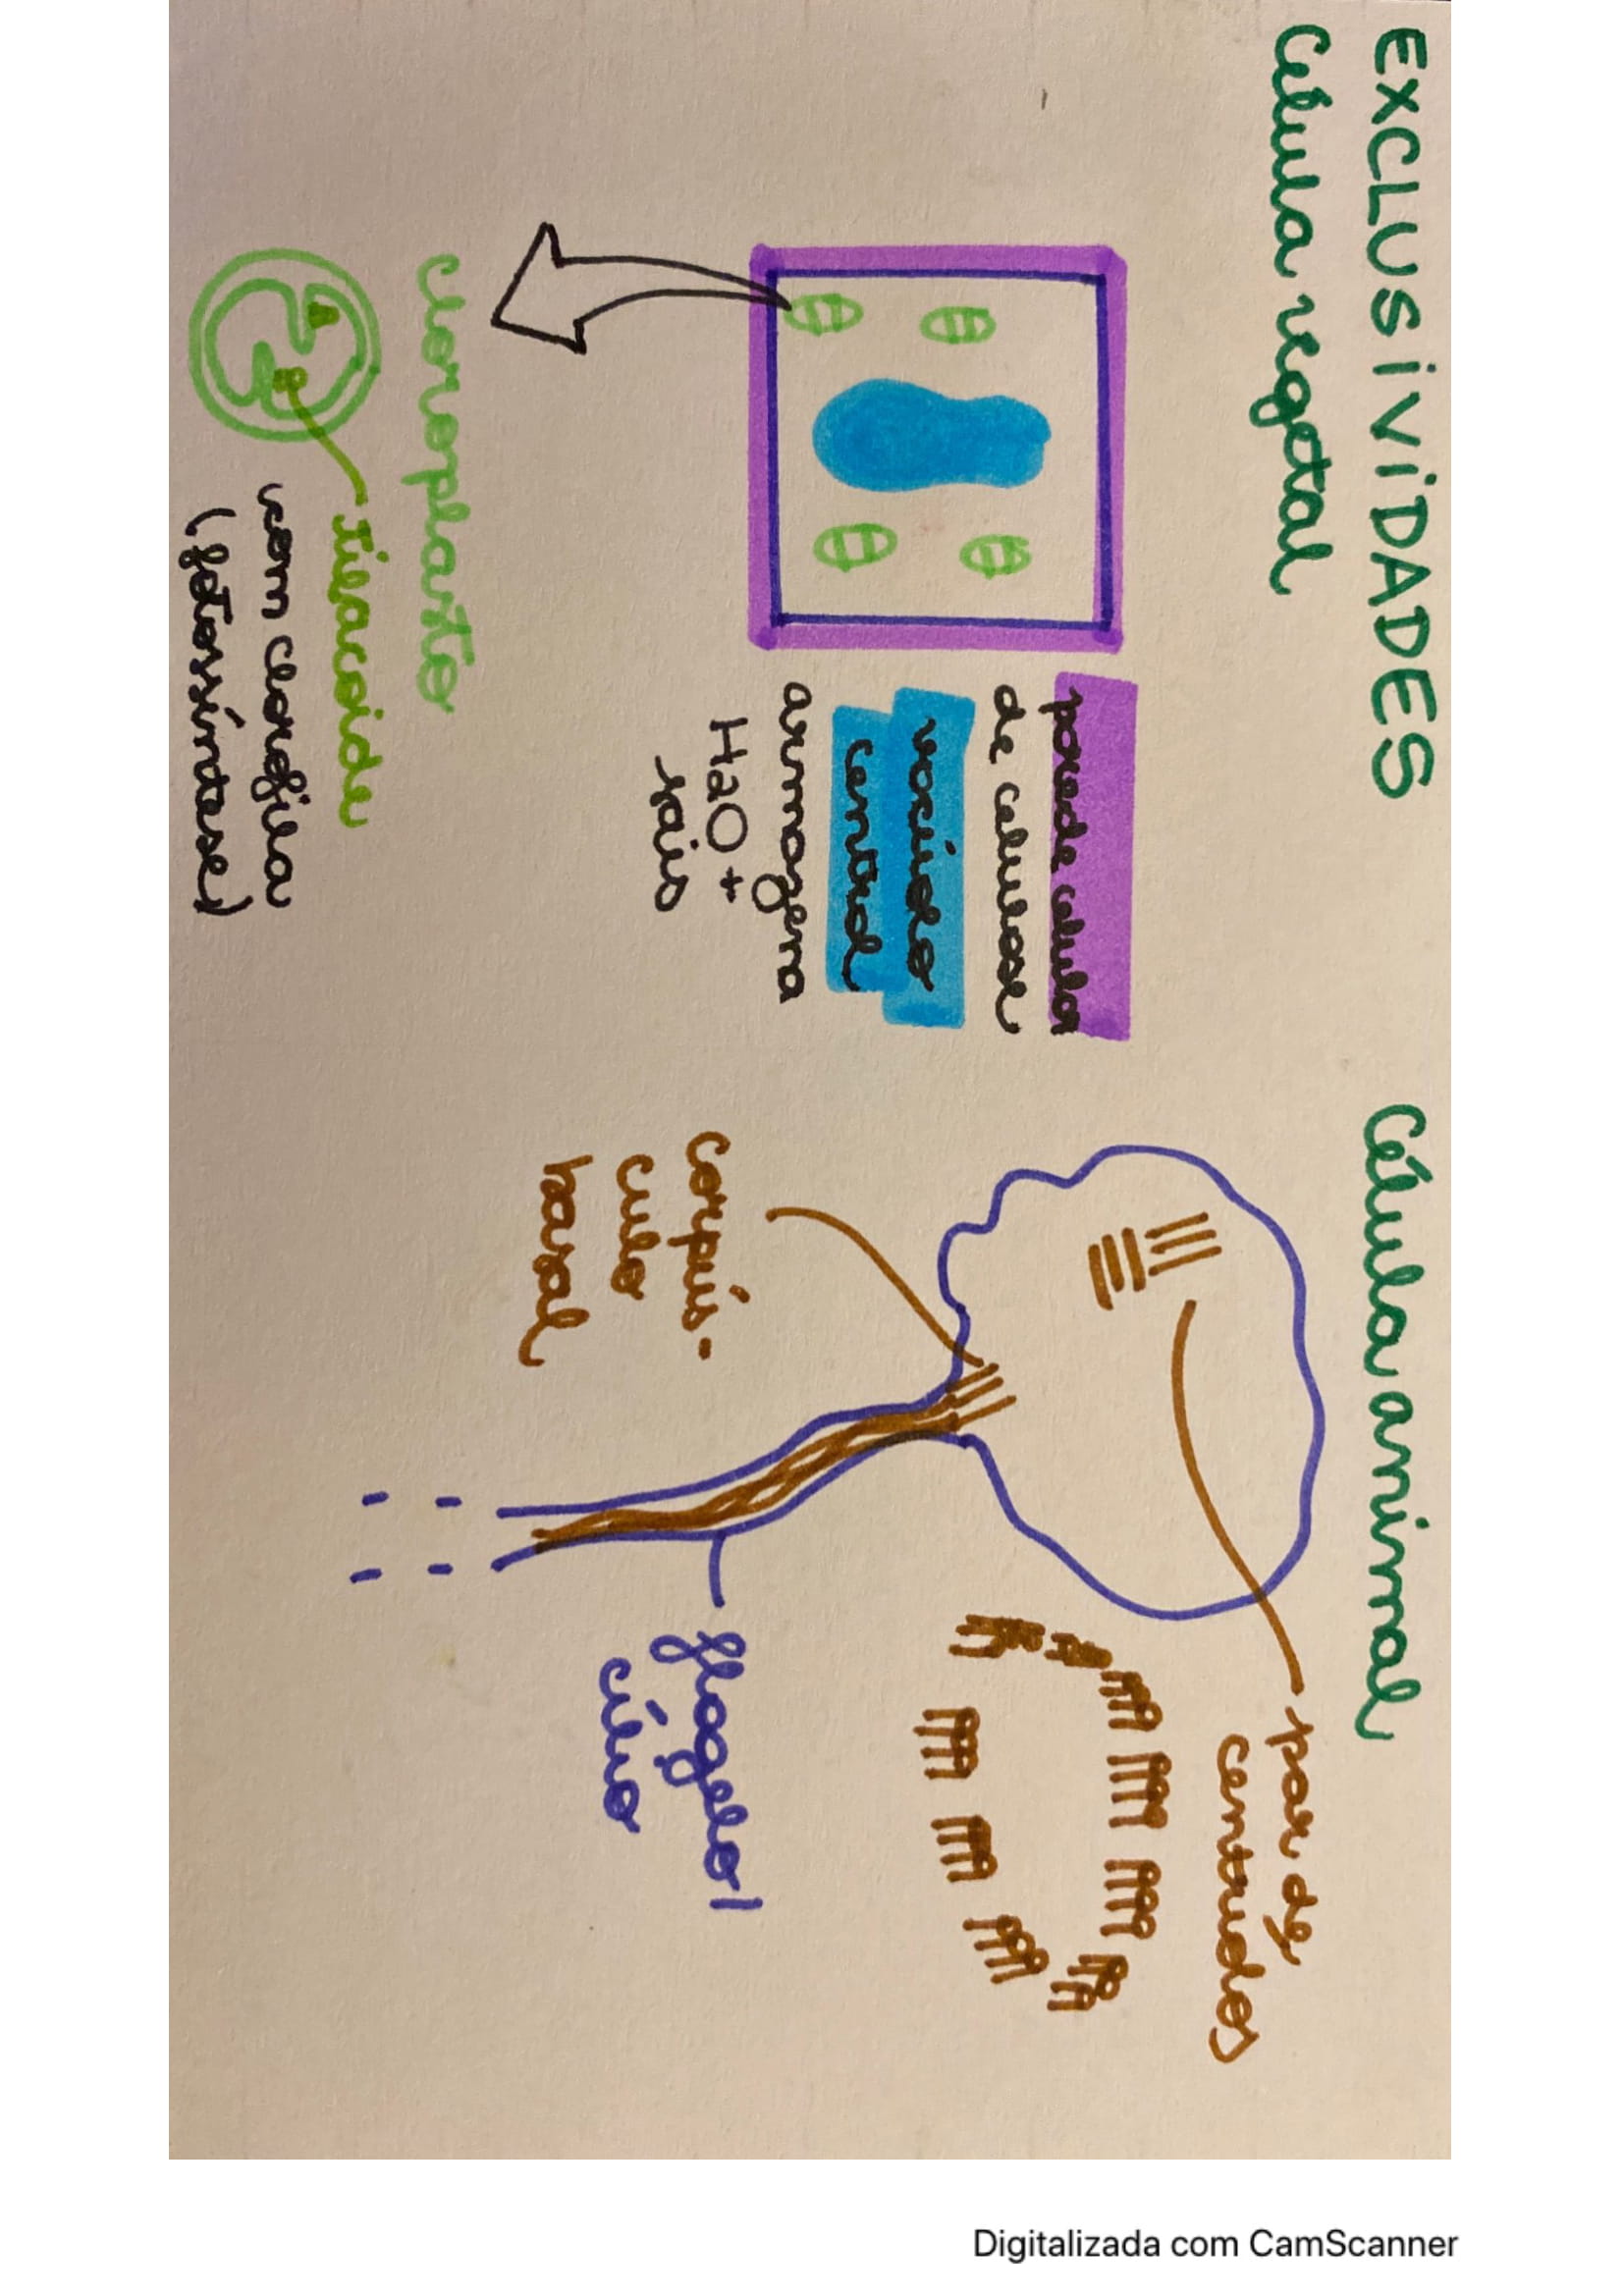 EXCLUSIVIDADES
Célula vegetal
parede celular
de celulose
vacúolo
central
armazena
H2O +
sais
cloroplasto
tilacoide
com clorofila
(fotossíntese)
Célula animal
par de
centríolos
corpús-
culo
basal
flagelo/
cílio
Digitalizada com CamScanner